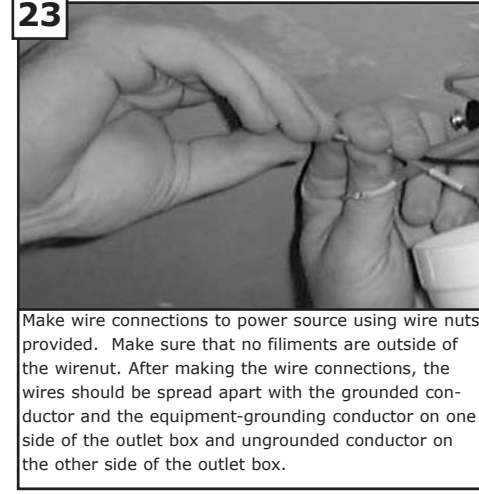 23
Make wire connections to power source using wire nuts
provided.  Make sure that no filiments are outside of
the wirenut. After making the wire connections, the
wires should be spread apart with the grounded con-
ductor and the equipment-grounding conductor on one
side of the outlet box and ungrounded conductor on
the other side of the outlet box.